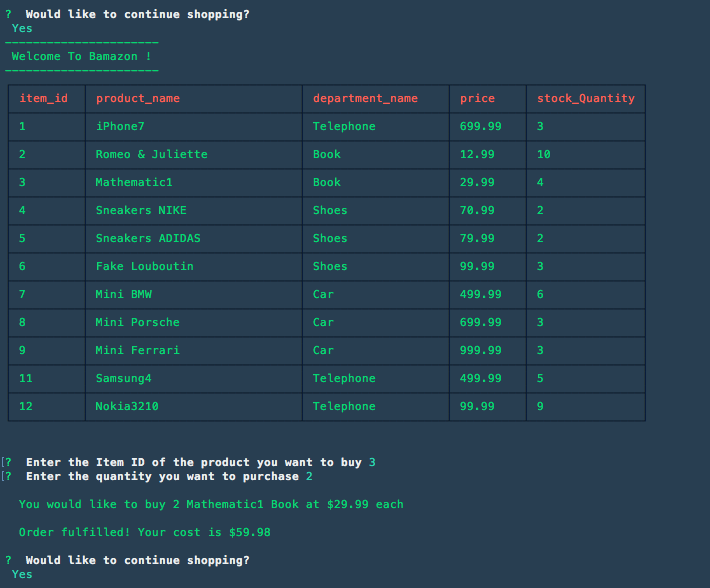 ? Would like to continue shopping?
Yes
----------------------
Welcome To Bamazon !
----------------------
item_id product_name department_name price stock_Quantity
1 iPhone7 Telephone 699.99 3
2 Romeo & Juliette Book 12.99 10
3 Mathematic1 Book 29.99 4
4 Sneakers NIKE Shoes 70.99 2
5 Sneakers ADIDAS Shoes 79.99 2
6 Fake Louboutin Shoes 99.99 3
7 Mini BMW Car 499.99 6
8 Mini Porsche Car 699.99 3
9 Mini Ferrari Car 999.99 3
11 Samsung4 Telephone 499.99 5
12 Nokia3210 Telephone 99.99 9
[? Enter the Item ID of the product you want to buy 3
[? Enter the quantity you want to purchase 2
You would like to buy 2 Mathematic1 Book at $29.99 each
Order fulfilled! Your cost is $59.98
? Would like to continue shopping?
Yes